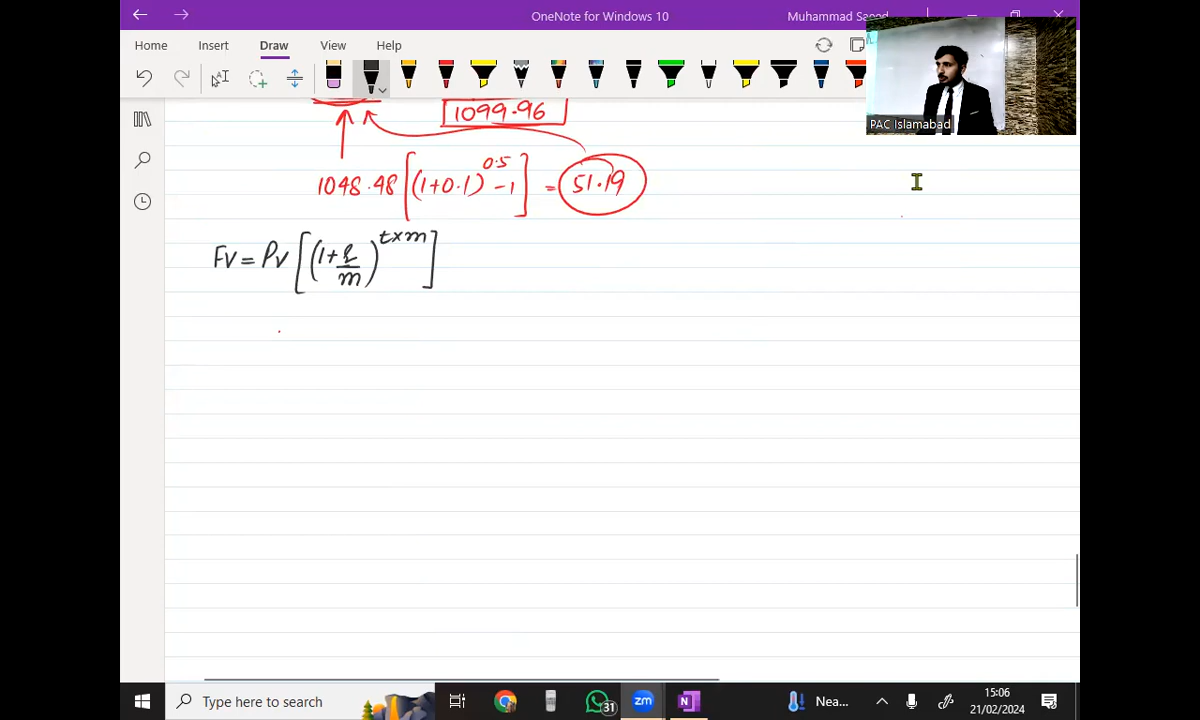 OneNote for Windows 10
Muhammad Saeed
Home Insert Draw View Help
PAC Islamabad
1099.96
1048.48[(1+0.1)^0.5 -1] = 51.19
FV = PV[(1+r/m)^t×m]
Type here to search
31
zm
N
Nea...
15:06
21/02/2024